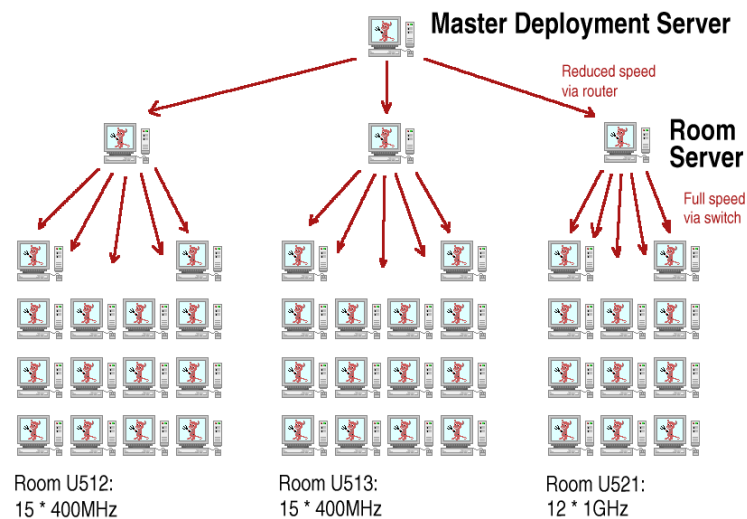 Master Deployment Server
Reduced speed
via router
Room
Server
Full speed
via switch
Room U512:
15 * 400MHz
Room U513:
15 * 400MHz
Room U521:
12 * 1GHz